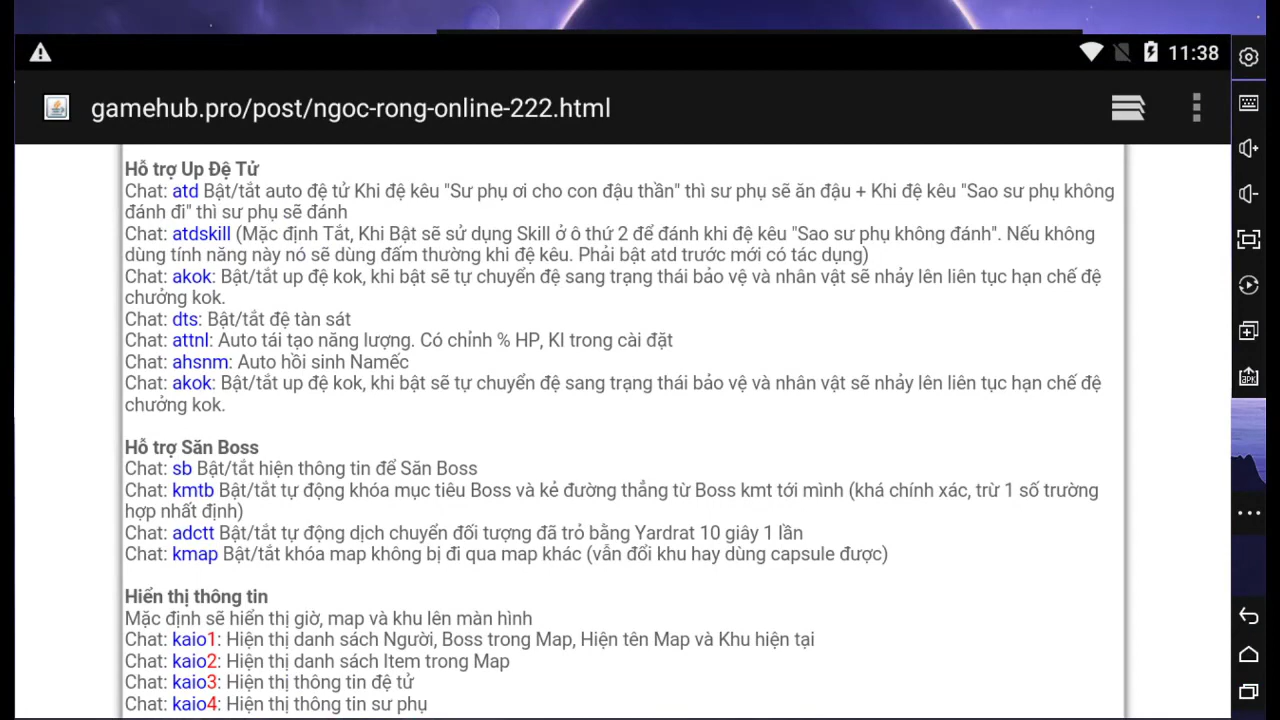 11:38
gamehub.pro/post/ngoc-rong-online-222.html
Hỗ trợ Up Đệ Tử
Chat: atd Bật/tắt auto đệ tử Khi đệ kêu "Sư phụ ơi cho con đậu thần" thì sư phụ sẽ ăn đậu + Khi đệ kêu "Sao sư phụ không
đánh đi" thì sư phụ sẽ đánh
Chat: atdskill (Mặc định Tắt, Khi Bật sẽ sử dụng Skill ở ô thứ 2 để đánh khi đệ kêu "Sao sư phụ không đánh". Nếu không
dùng tính năng này nó sẽ dùng đấm thường khi đệ kêu. Phải bật atd trước mới có tác dụng)
Chat: akok: Bật/tắt up đệ kok, khi bật sẽ tự chuyển đệ sang trạng thái bảo vệ và nhân vật sẽ nhảy lên liên tục hạn chế đệ
chưởng kok.
Chat: dts: Bật/tắt đệ tàn sát
Chat: attnl: Auto tái tạo năng lượng. Có chỉnh % HP, KI trong cài đặt
Chat: ahsnm: Auto hồi sinh Namếc
Chat: akok: Bật/tắt up đệ kok, khi bật sẽ tự chuyển đệ sang trạng thái bảo vệ và nhân vật sẽ nhảy lên liên tục hạn chế đệ
chưởng kok.
Hỗ trợ Săn Boss
Chat: sb Bật/tắt hiện thông tin để Săn Boss
Chat: kmtb Bật/tắt tự động khóa mục tiêu Boss và kẻ đường thẳng từ Boss kmt tới mình (khá chính xác, trừ 1 số trường
hợp nhất định)
Chat: adctt Bật/tắt tự động dịch chuyển đối tượng đã trỏ bằng Yardrat 10 giây 1 lần
Chat: kmap Bật/tắt khóa map không bị đi qua map khác (vẫn đổi khu hay dùng capsule được)
Hiển thị thông tin
Mặc định sẽ hiển thị giờ, map và khu lên màn hình
Chat: kaio1: Hiện thị danh sách Người, Boss trong Map, Hiện tên Map và Khu hiện tại
Chat: kaio2: Hiện thị danh sách Item trong Map
Chat: kaio3: Hiện thị thông tin đệ tử
Chat: kaio4: Hiện thị thông tin sư phụ